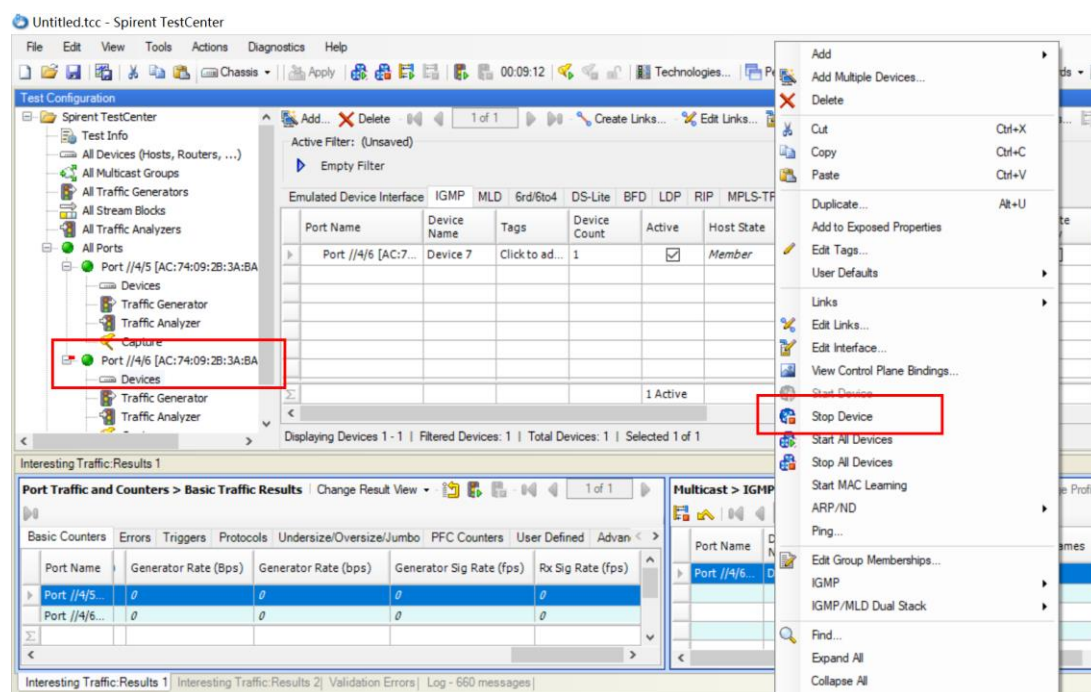 Untitled.tcc - Spirent TestCenter
File Edit View Tools Actions Diagnostics Help
Chassis Apply 00:09:12 Technologies...
Test Configuration
Spirent TestCenter
Test Info
All Devices (Hosts, Routers, ...)
All Multicast Groups
All Traffic Generators
All Stream Blocks
All Traffic Analyzers
All Ports
Port //4/5 [AC:74:09:2B:3A:BA
Devices
Traffic Generator
Traffic Analyzer
Capture
Port //4/6 [AC:74:09:2B:3A:BA
Devices
Traffic Generator
Traffic Analyzer
Add... Delete 1 of 1 Create Links... Edit Links...
Active Filter: (Unsaved)
Empty Filter
Emulated Device Interface IGMP MLD 6rd/6to4 DS-Lite BFD LDP RIP MPLS-TP
Port Name Device Name Tags Device Count Active Host State
Port //4/6 [AC:7... Device 7 Click to ad... 1 Member
1 Active
Displaying Devices 1 - 1 | Filtered Devices: 1 | Total Devices: 1 | Selected 1 of 1
Add
Add Multiple Devices...
Delete
Cut Ctrl+X
Copy Ctrl+C
Paste Ctrl+V
Duplicate... Alt+U
Add to Exposed Properties
Edit Tags...
User Defaults
Links
Edit Links...
Edit Interface...
View Control Plane Bindings...
Start Device
Stop Device
Start All Devices
Stop All Devices
Start MAC Learning
ARP/ND
Ping...
Edit Group Memberships...
IGMP
IGMP/MLD Dual Stack
Find...
Expand All
Collapse All
Interesting Traffic:Results 1
Port Traffic and Counters > Basic Traffic Results | Change Result View 1 of 1
Basic Counters Errors Triggers Protocols Undersize/Oversize/Jumbo PFC Counters User Defined Advan
Port Name Generator Rate (Bps) Generator Rate (bps) Generator Sig Rate (fps) Rx Sig Rate (fps)
Port //4/5... 0 0 0 0
Port //4/6... 0 0 0 0
Multicast > IGMP
Port Name
Port //4/6...
Interesting Traffic:Results 1 Interesting Traffic:Results 2 Validation Errors Log - 660 messages